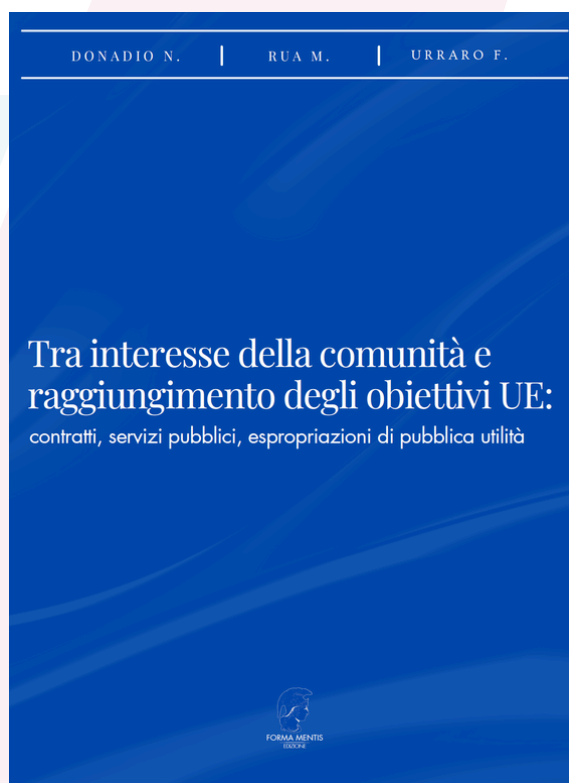 DONADIO N. | RUA M. | URRARO F.
Tra interesse della comunità e
raggiungimento degli obiettivi UE:
contratti, servizi pubblici, espropriazioni di pubblica utilità
FORMA MENTIS
EDIZIONE